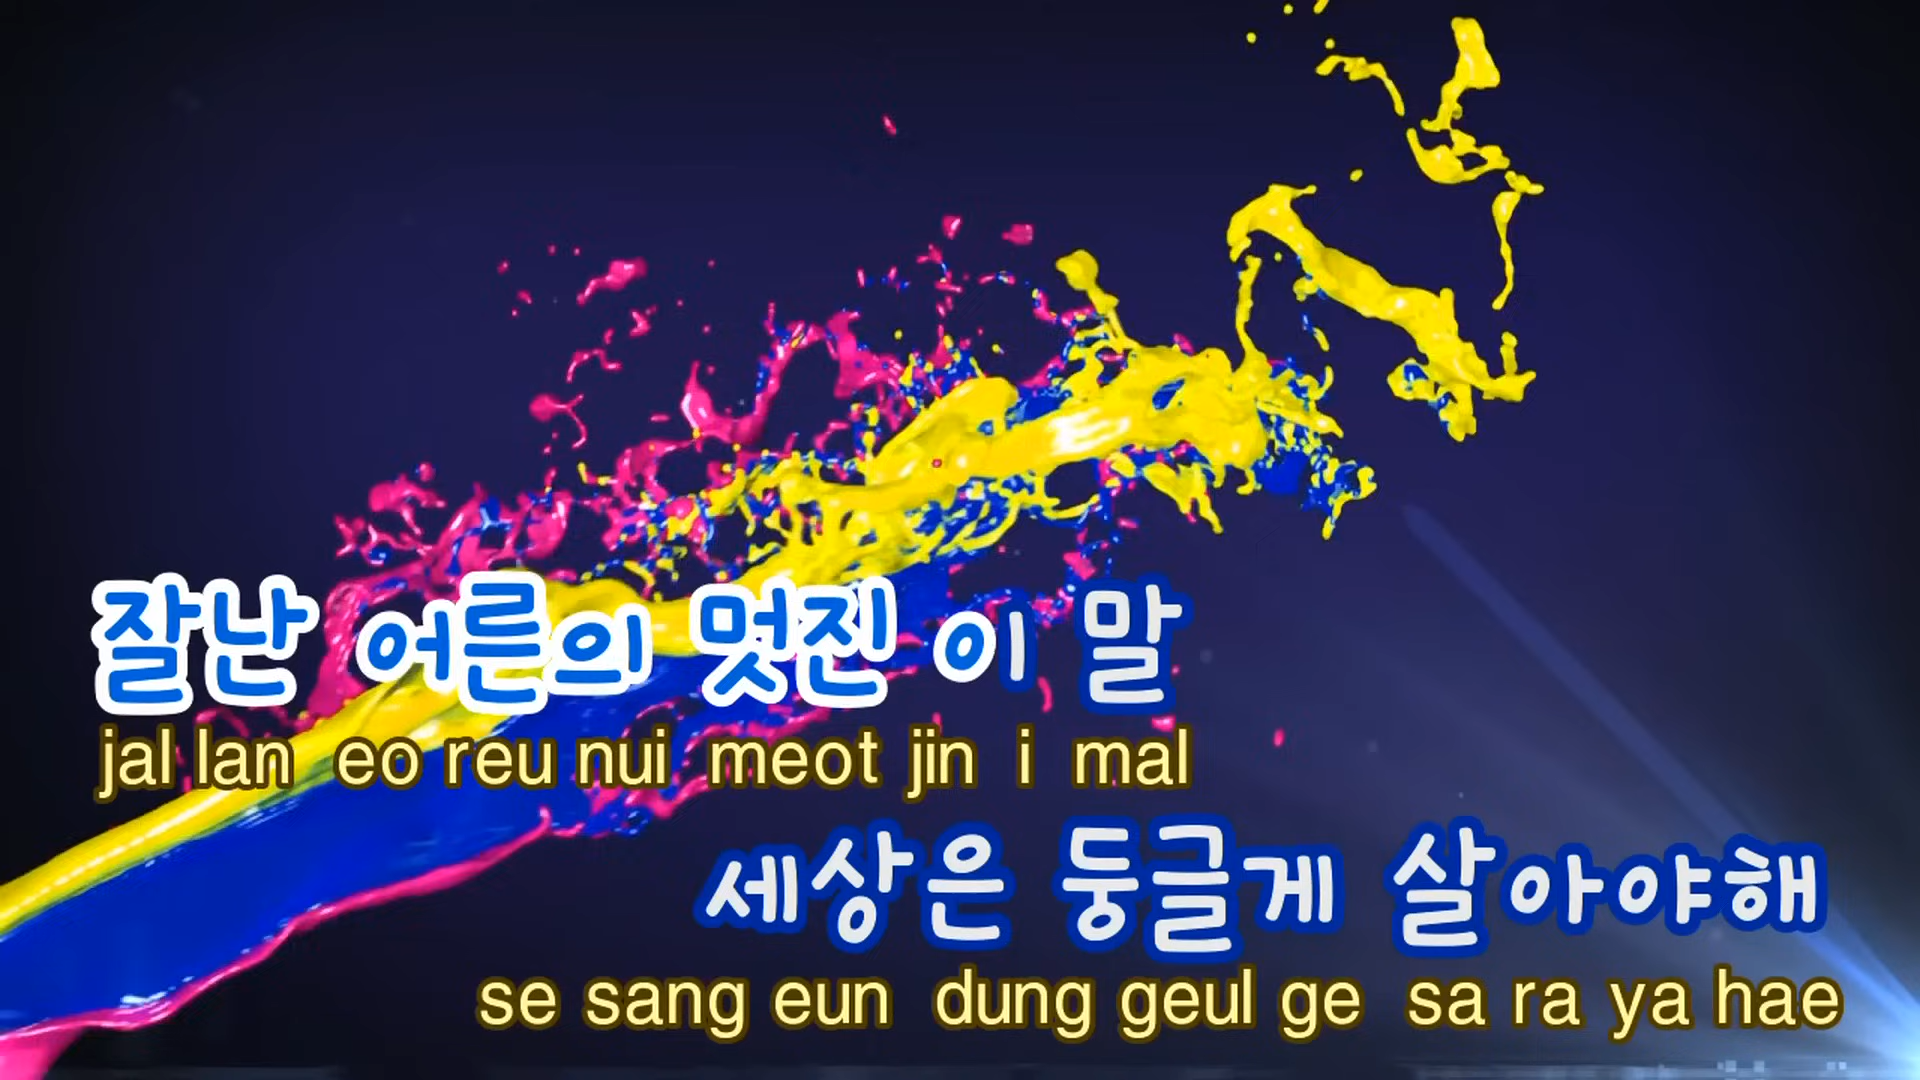 잘난 어른의 멋진 이 말
jal lan eo reu nui meot jin i mal
세상은 둥글게 살아야해
se sang eun dung geul ge sa ra ya hae